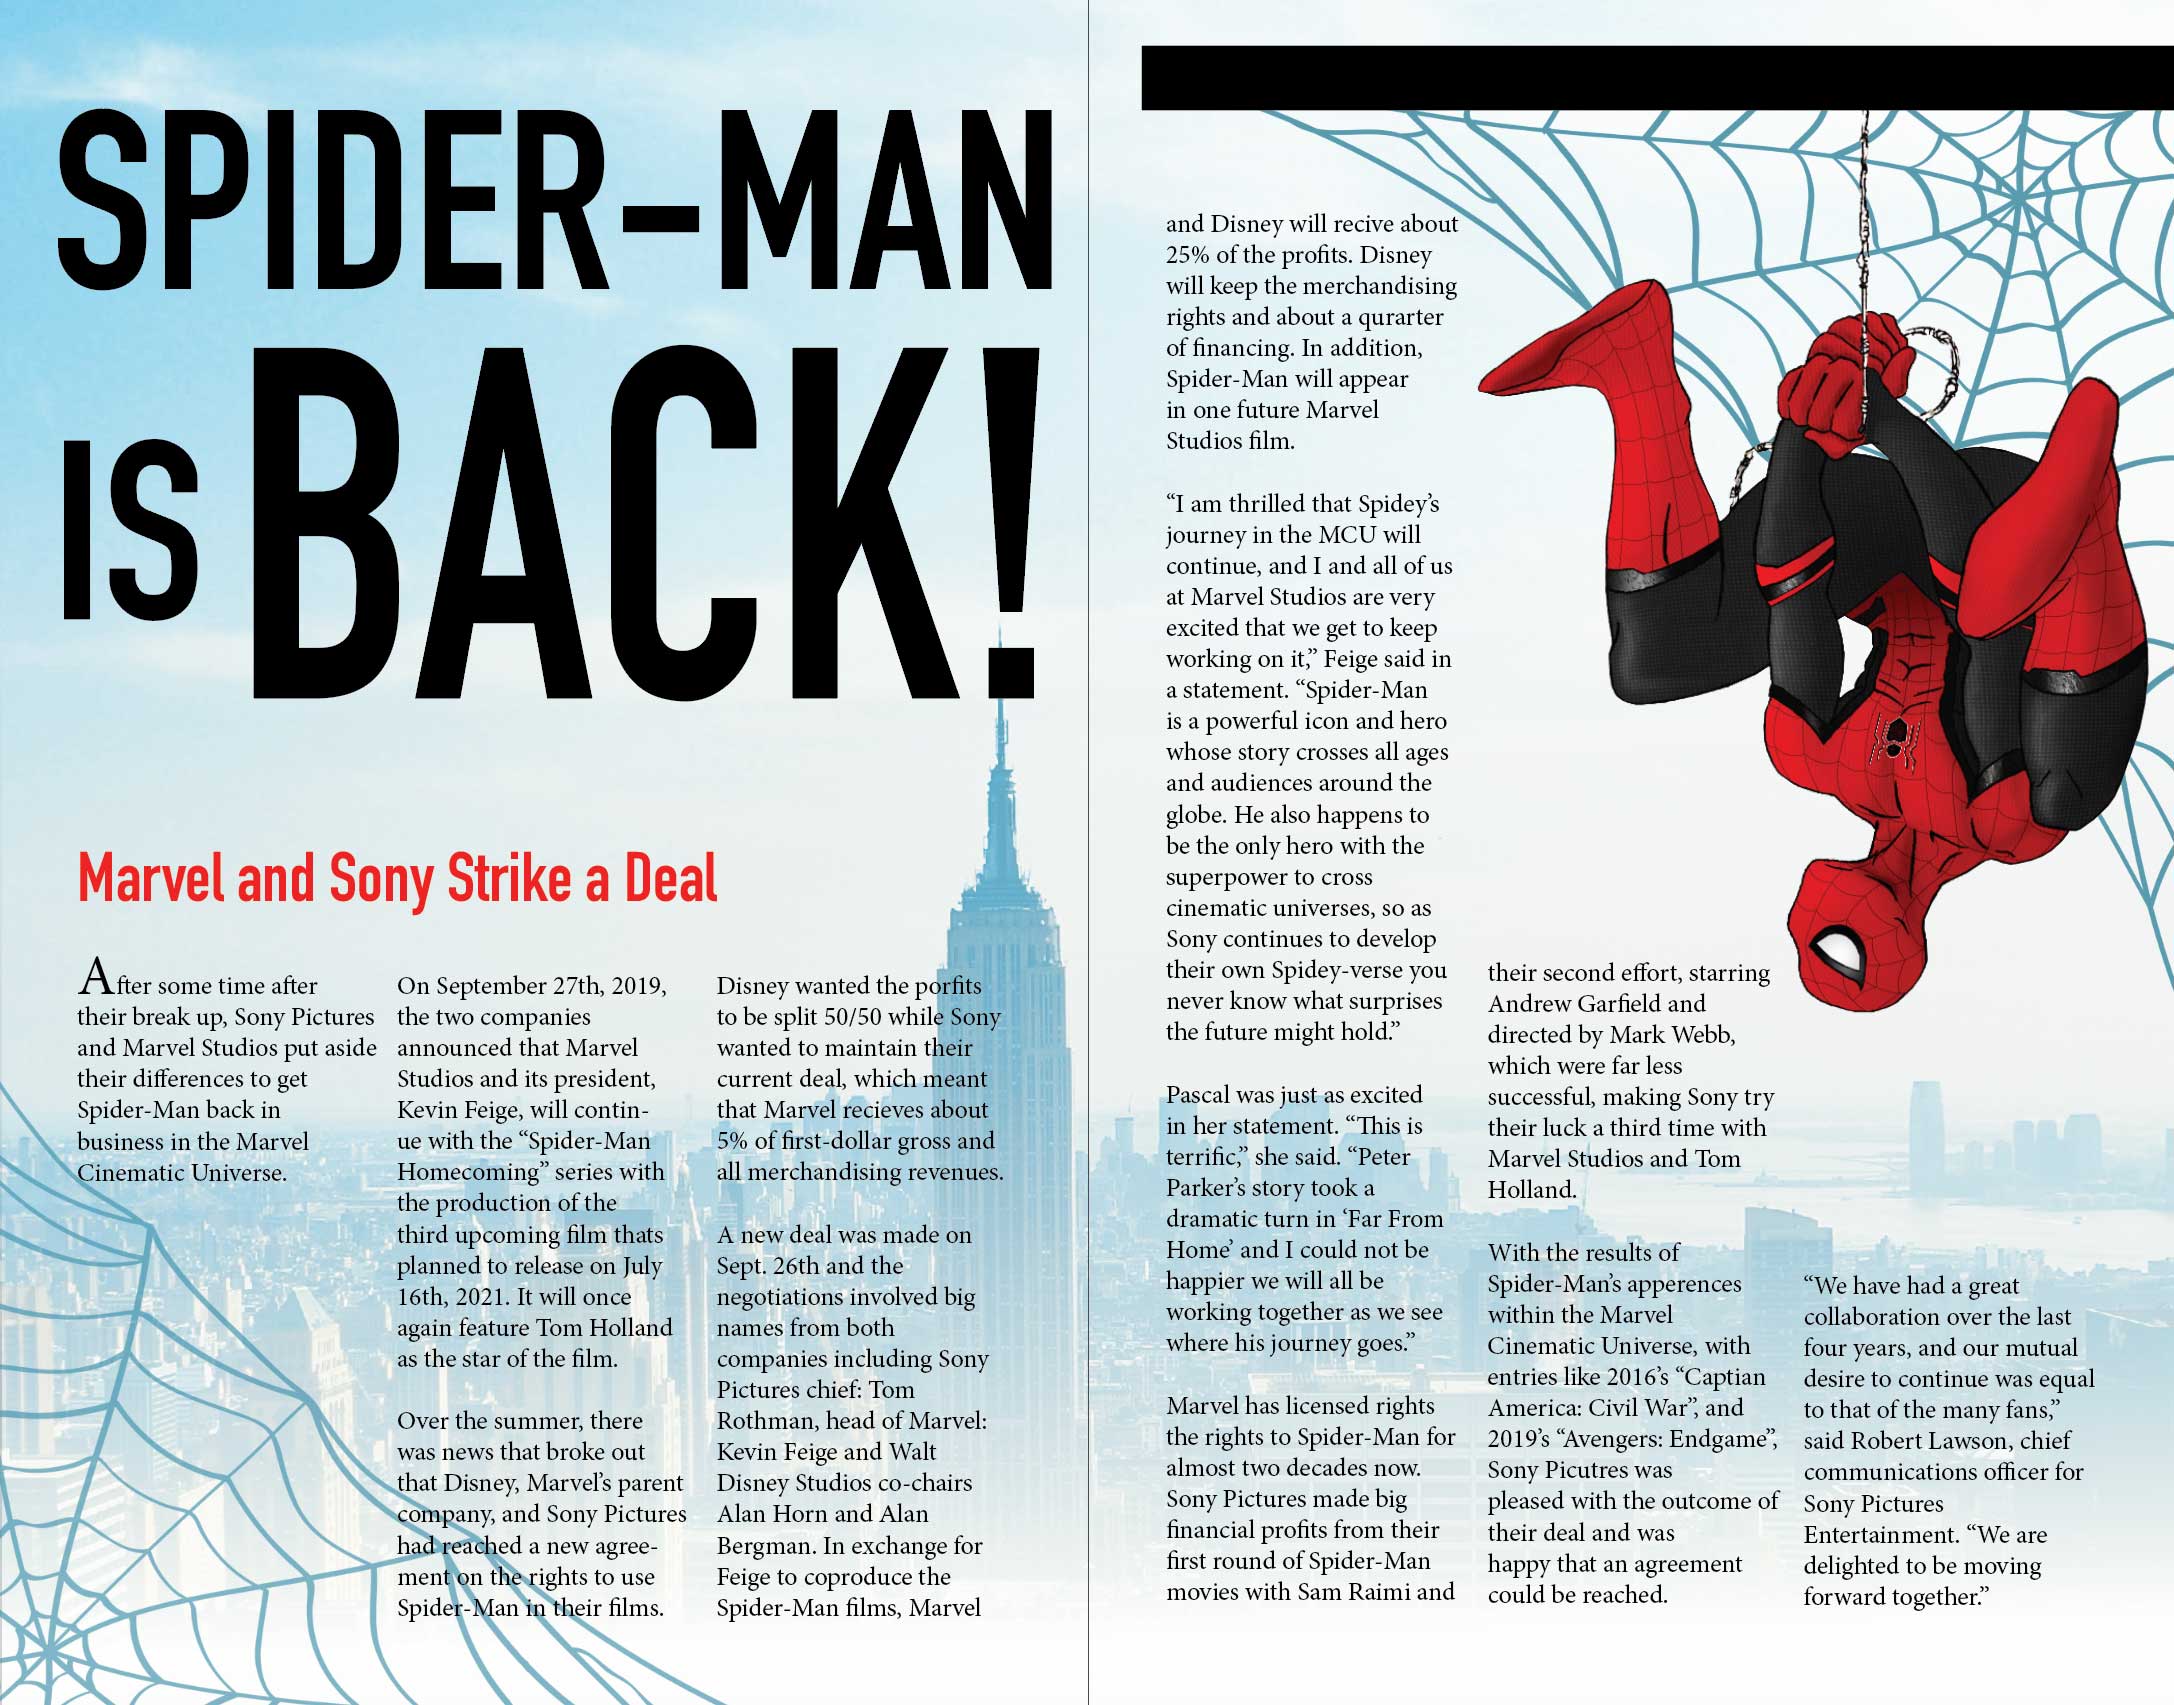 SPIDER-MAN
IS BACK!
Marvel and Sony Strike a Deal
After some time after
their break up, Sony Pictures
and Marvel Studios put aside
their differences to get
Spider-Man back in
business in the Marvel
Cinematic Universe.
On September 27th, 2019,
the two companies
announced that Marvel
Studios and its president,
Kevin Feige, will contin-
ue with the “Spider-Man
Homecoming” series with
the production of the
third upcoming film thats
planned to release on July
16th, 2021. It will once
again feature Tom Holland
as the star of the film.
Over the summer, there
was news that broke out
that Disney, Marvel’s parent
company, and Sony Pictures
had reached a new agree-
ment on the rights to use
Spider-Man in their films.
Disney wanted the porfits
to be split 50/50 while Sony
wanted to maintain their
current deal, which meant
that Marvel recieves about
5% of first-dollar gross and
all merchandising revenues.
A new deal was made on
Sept. 26th and the
negotiations involved big
names from both
companies including Sony
Pictures chief: Tom
Rothman, head of Marvel:
Kevin Feige and Walt
Disney Studios co-chairs
Alan Horn and Alan
Bergman. In exchange for
Feige to coproduce the
Spider-Man films, Marvel
and Disney will recive about
25% of the profits. Disney
will keep the merchandising
rights and about a qurarter
of financing. In addition,
Spider-Man will appear
in one future Marvel
Studios film.
“I am thrilled that Spidey’s
journey in the MCU will
continue, and I and all of us
at Marvel Studios are very
excited that we get to keep
working on it,” Feige said in
a statement. “Spider-Man
is a powerful icon and hero
whose story crosses all ages
and audiences around the
globe. He also happens to
be the only hero with the
superpower to cross
cinematic universes, so as
Sony continues to develop
their own Spidey-verse you
never know what surprises
the future might hold.”
Pascal was just as excited
in her statement. “This is
terrific,” she said. “Peter
Parker’s story took a
dramatic turn in ‘Far From
Home’ and I could not be
happier we will all be
working together as we see
where his journey goes.”
Marvel has licensed rights
the rights to Spider-Man for
almost two decades now.
Sony Pictures made big
financial profits from their
first round of Spider-Man
movies with Sam Raimi and
their second effort, starring
Andrew Garfield and
directed by Mark Webb,
which were far less
successful, making Sony try
their luck a third time with
Marvel Studios and Tom
Holland.
With the results of
Spider-Man’s apperences
within the Marvel
Cinematic Universe, with
entries like 2016’s “Captian
America: Civil War”, and
2019’s “Avengers: Endgame”,
Sony Picutres was
pleased with the outcome of
their deal and was
happy that an agreement
could be reached.
“We have had a great
collaboration over the last
four years, and our mutual
desire to continue was equal
to that of the many fans,”
said Robert Lawson, chief
communications officer for
Sony Pictures
Entertainment. “We are
delighted to be moving
forward together.”